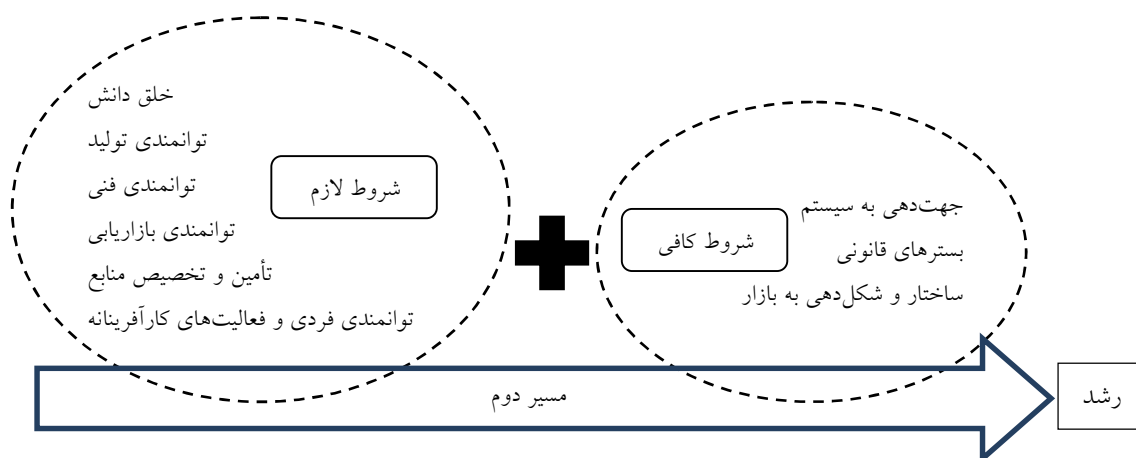 خلق دانش
توانمندی تولید
توانمندی فنی
توانمندی بازاریابی
تأمین و تخصیص منابع
توانمندی فردی و فعالیت‌های کارآفرینانه
شروط لازم
شروط کافی
جهت‌دهی به سیستم
بسترهای قانونی
ساختار و شکل‌دهی به بازار
مسیر دوم
رشد